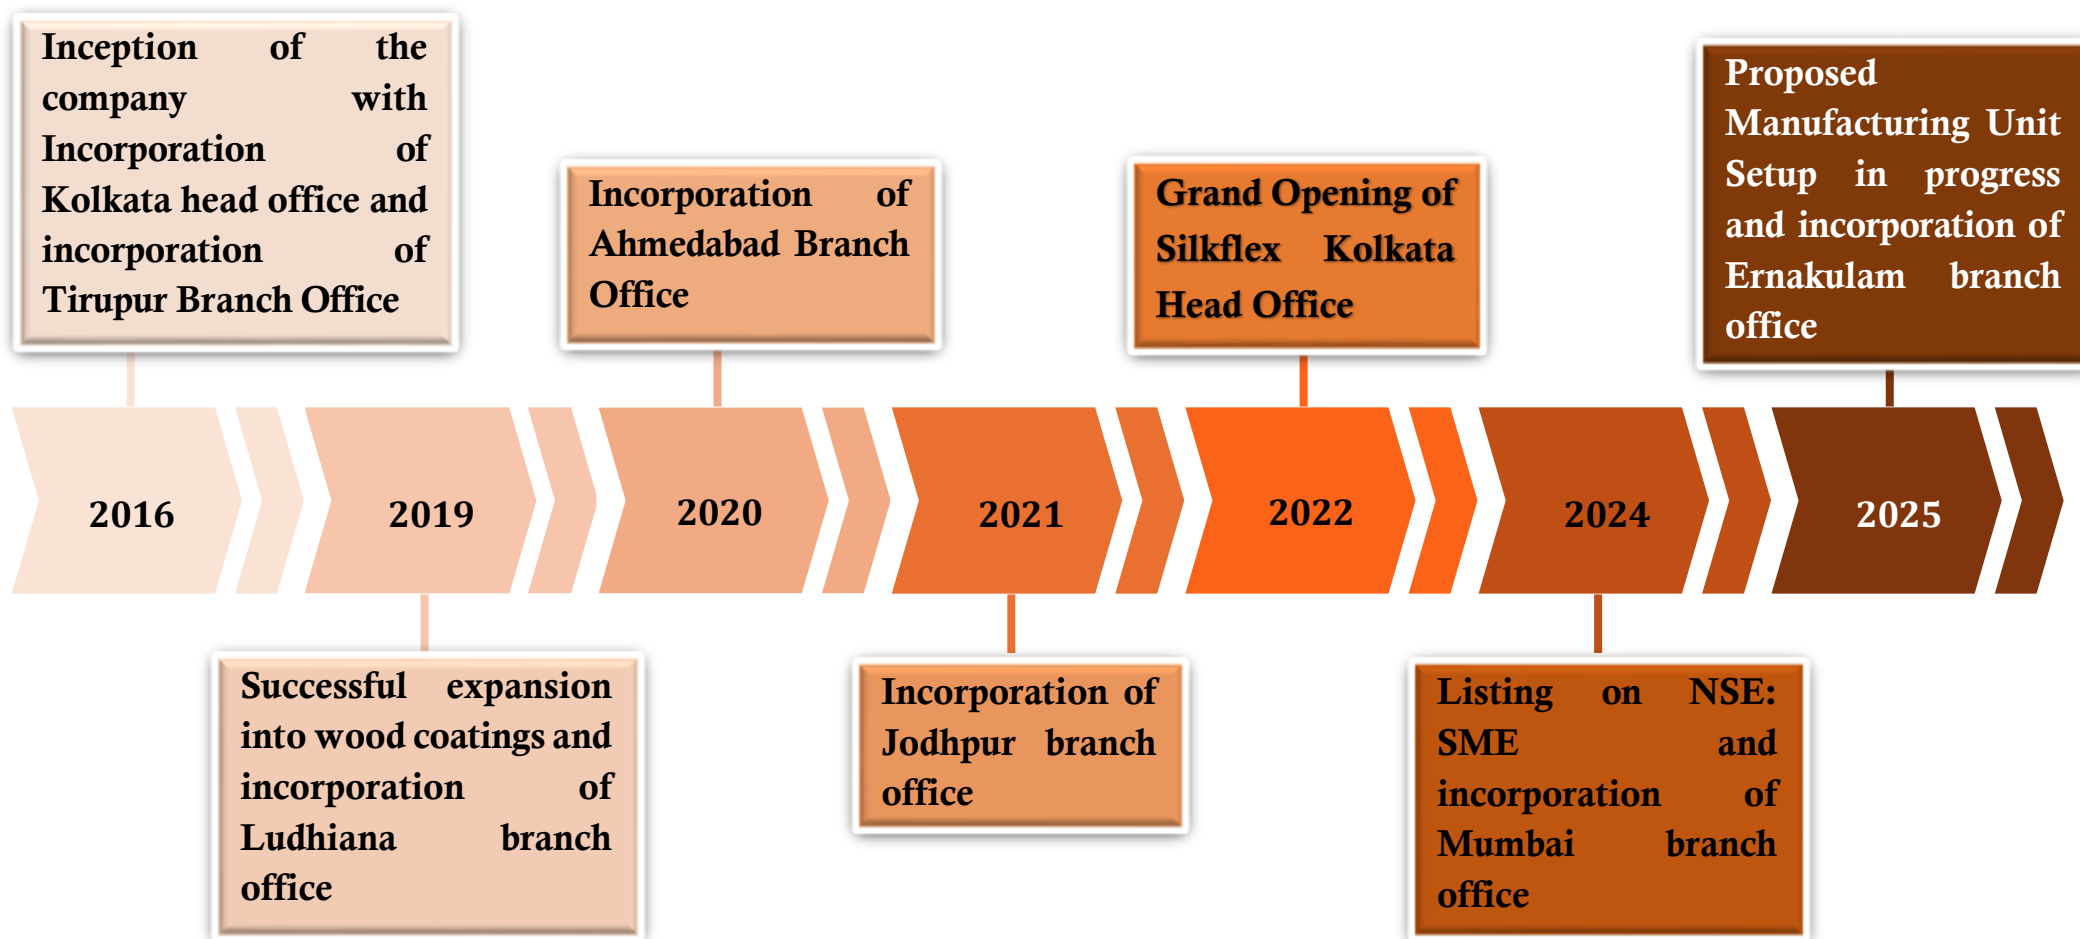 Inception of the
company with
Incorporation of
Kolkata head office and
incorporation of
Tirupur Branch Office
Incorporation of
Ahmedabad Branch
Office
Grand Opening of
Silkflex Kolkata
Head Office
Proposed
Manufacturing Unit
Setup in progress
and incorporation of
Ernakulam branch
office
2016
2019
2020
2021
2022
2024
2025
Successful expansion
into wood coatings and
incorporation of
Ludhiana branch
office
Incorporation of
Jodhpur branch
office
Listing on NSE:
SME and
incorporation of
Mumbai branch
office